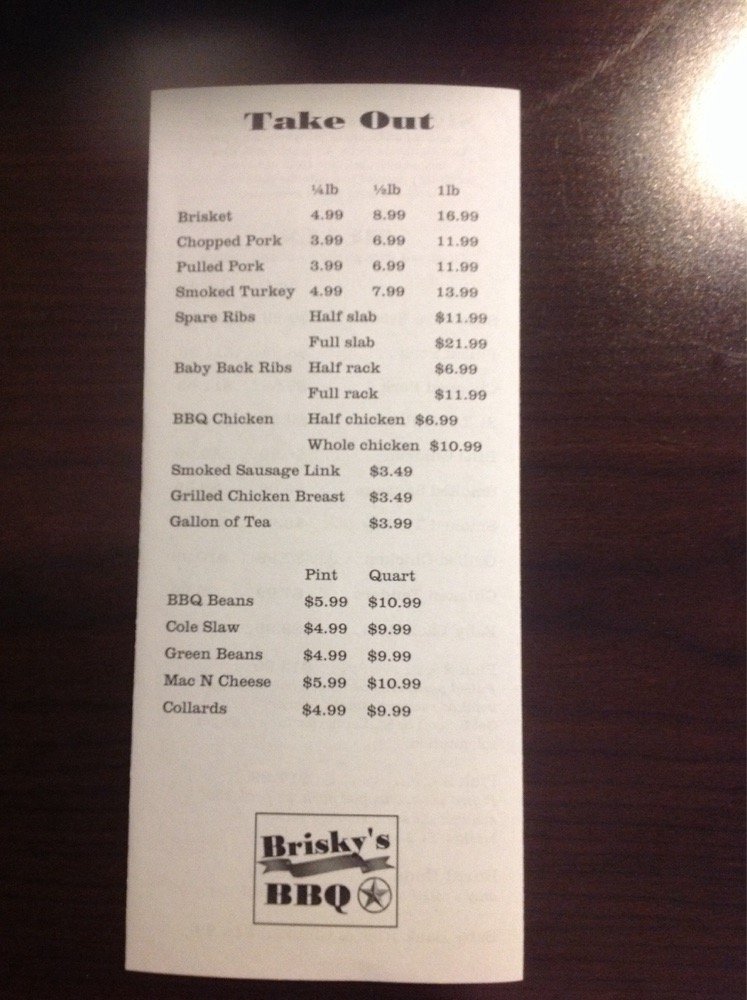 Take Out
¼lb ½lb 1lb
Brisket 4.99 8.99 16.99
Chopped Pork 3.99 6.99 11.99
Pulled Pork 3.99 6.99 11.99
Smoked Turkey 4.99 7.99 13.99
Spare Ribs Half slab $11.99
Full slab $21.99
Baby Back Ribs Half rack $6.99
Full rack $11.99
BBQ Chicken Half chicken $6.99
Whole chicken $10.99
Smoked Sausage Link $3.49
Grilled Chicken Breast $3.49
Gallon of Tea $3.99
Pint Quart
BBQ Beans $5.99 $10.99
Cole Slaw $4.99 $9.99
Green Beans $4.99 $9.99
Mac N Cheese $5.99 $10.99
Collards $4.99 $9.99
Brisky's
BBQ